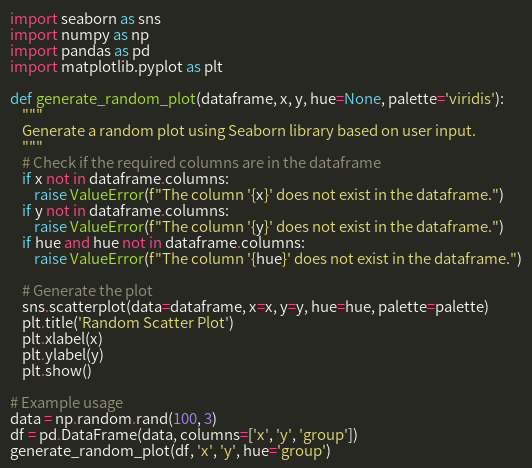 import seaborn as sns
import numpy as np
import pandas as pd
import matplotlib.pyplot as plt

def generate_random_plot(dataframe, x, y, hue=None, palette='viridis'):
    """
    Generate a random plot using Seaborn library based on user input.
    """
    # Check if the required columns are in the dataframe
    if x not in dataframe.columns:
        raise ValueError(f"The column '{x}' does not exist in the dataframe.")
    if y not in dataframe.columns:
        raise ValueError(f"The column '{y}' does not exist in the dataframe.")
    if hue and hue not in dataframe.columns:
        raise ValueError(f"The column '{hue}' does not exist in the dataframe.")

    # Generate the plot
    sns.scatterplot(data=dataframe, x=x, y=y, hue=hue, palette=palette)
    plt.title('Random Scatter Plot')
    plt.xlabel(x)
    plt.ylabel(y)
    plt.show()

# Example usage
data = np.random.rand(100, 3)
df = pd.DataFrame(data, columns=['x', 'y', 'group'])
generate_random_plot(df, 'x', 'y', hue='group')